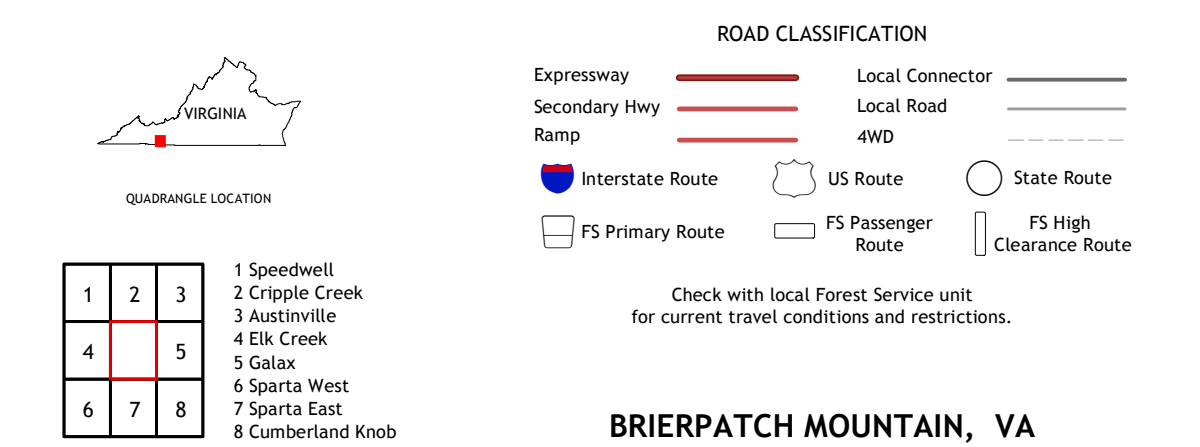 VIRGINIA
QUADRANGLE LOCATION
1
2
3
4
5
6
7
8
1 Speedwell
2 Cripple Creek
3 Austinville
4 Elk Creek
5 Galax
6 Sparta West
7 Sparta East
8 Cumberland Knob
ROAD CLASSIFICATION
Expressway
Local Connector
Secondary Hwy
Local Road
Ramp
4WD
Interstate Route
US Route
State Route
FS Primary Route
FS Passenger
Route
FS High
Clearance Route
Check with local Forest Service unit
for current travel conditions and restrictions.
BRIERPATCH MOUNTAIN, VA